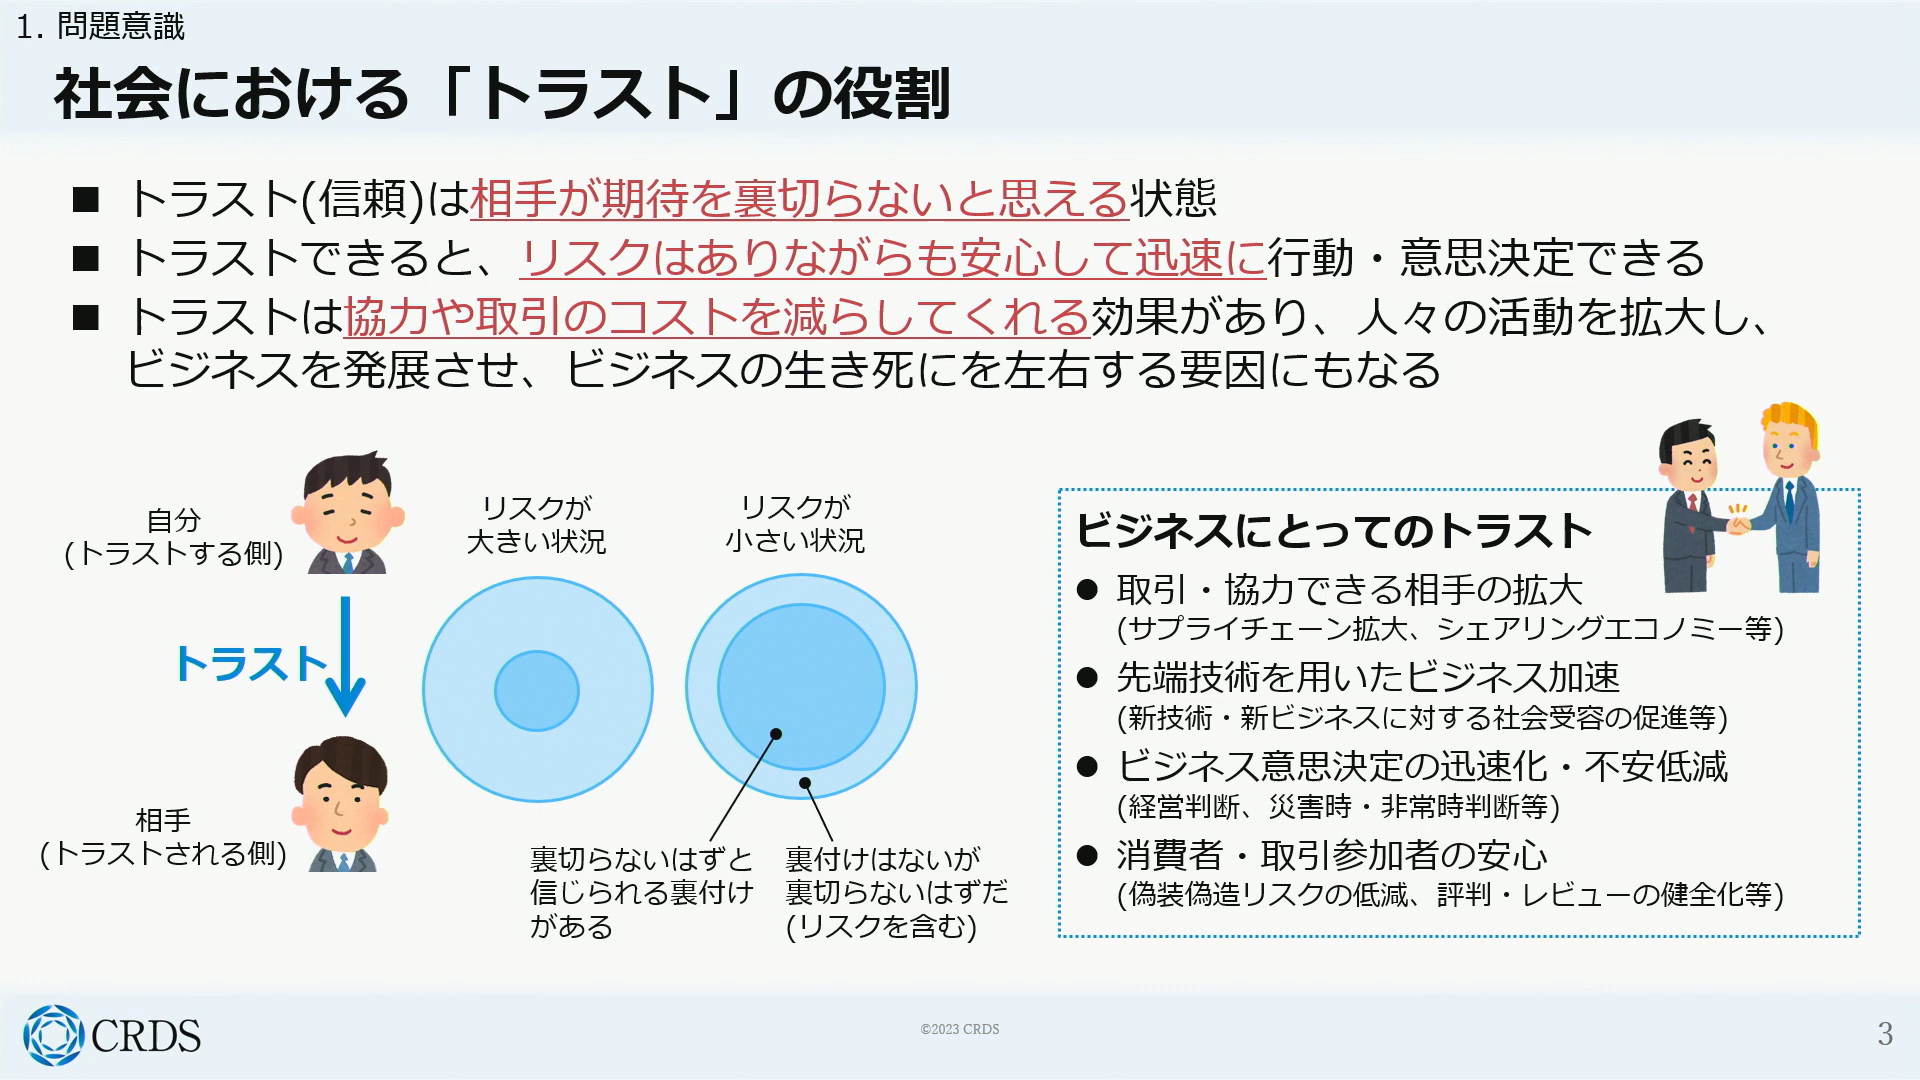 1. 問題意識
社会における「トラスト」の役割
■ トラスト(信頼)は相手が期待を裏切らないと思える状態
■ トラストできると、リスクはありながらも安心して迅速に行動・意思決定できる
■ トラストは協力や取引のコストを減らしてくれる効果があり、人々の活動を拡大し、
ビジネスを発展させ、ビジネスの生き死にを左右する要因にもなる
自分
(トラストする側)
トラスト
相手
(トラストされる側)
リスクが
大きい状況
リスクが
小さい状況
裏切らないはずと
信じられる裏付け
がある
裏付けはないが
裏切らないはずだ
(リスクを含む)
ビジネスにとってのトラスト
● 取引・協力できる相手の拡大
(サプライチェーン拡大、シェアリングエコノミー等)
● 先端技術を用いたビジネス加速
(新技術・新ビジネスに対する社会受容の促進等)
● ビジネス意思決定の迅速化・不安低減
(経営判断、災害時・非常時判断等)
● 消費者・取引参加者の安心
(偽装偽造リスクの低減、評判・レビューの健全化等)
CRDS
©2023 CRDS
3